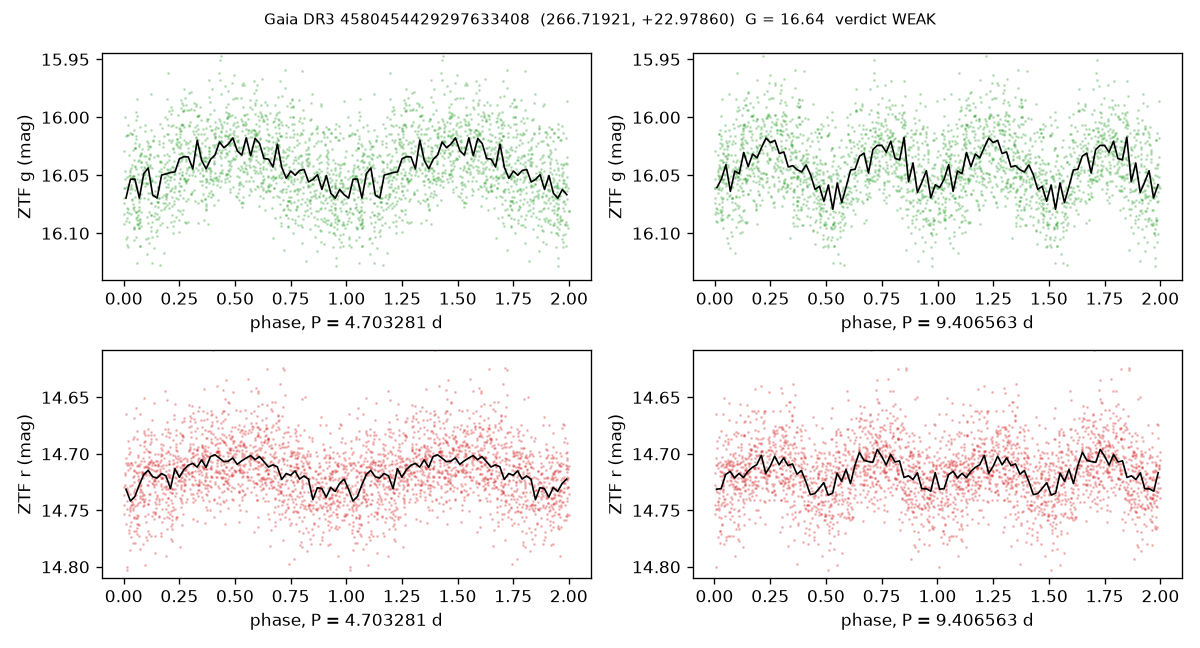 Gaia DR3 4580454429297633408 (266.71921, +22.97860) G = 16.64 verdict WEAK
15.95
16.00
16.05
16.10
ZTF g (mag)
0.00 0.25 0.50 0.75 1.00 1.25 1.50 1.75 2.00
phase, P = 4.703281 d
15.95
16.00
16.05
16.10
ZTF g (mag)
0.00 0.25 0.50 0.75 1.00 1.25 1.50 1.75 2.00
phase, P = 9.406563 d
14.65
14.70
14.75
14.80
ZTF r (mag)
0.00 0.25 0.50 0.75 1.00 1.25 1.50 1.75 2.00
phase, P = 4.703281 d
14.65
14.70
14.75
14.80
ZTF r (mag)
0.00 0.25 0.50 0.75 1.00 1.25 1.50 1.75 2.00
phase, P = 9.406563 d